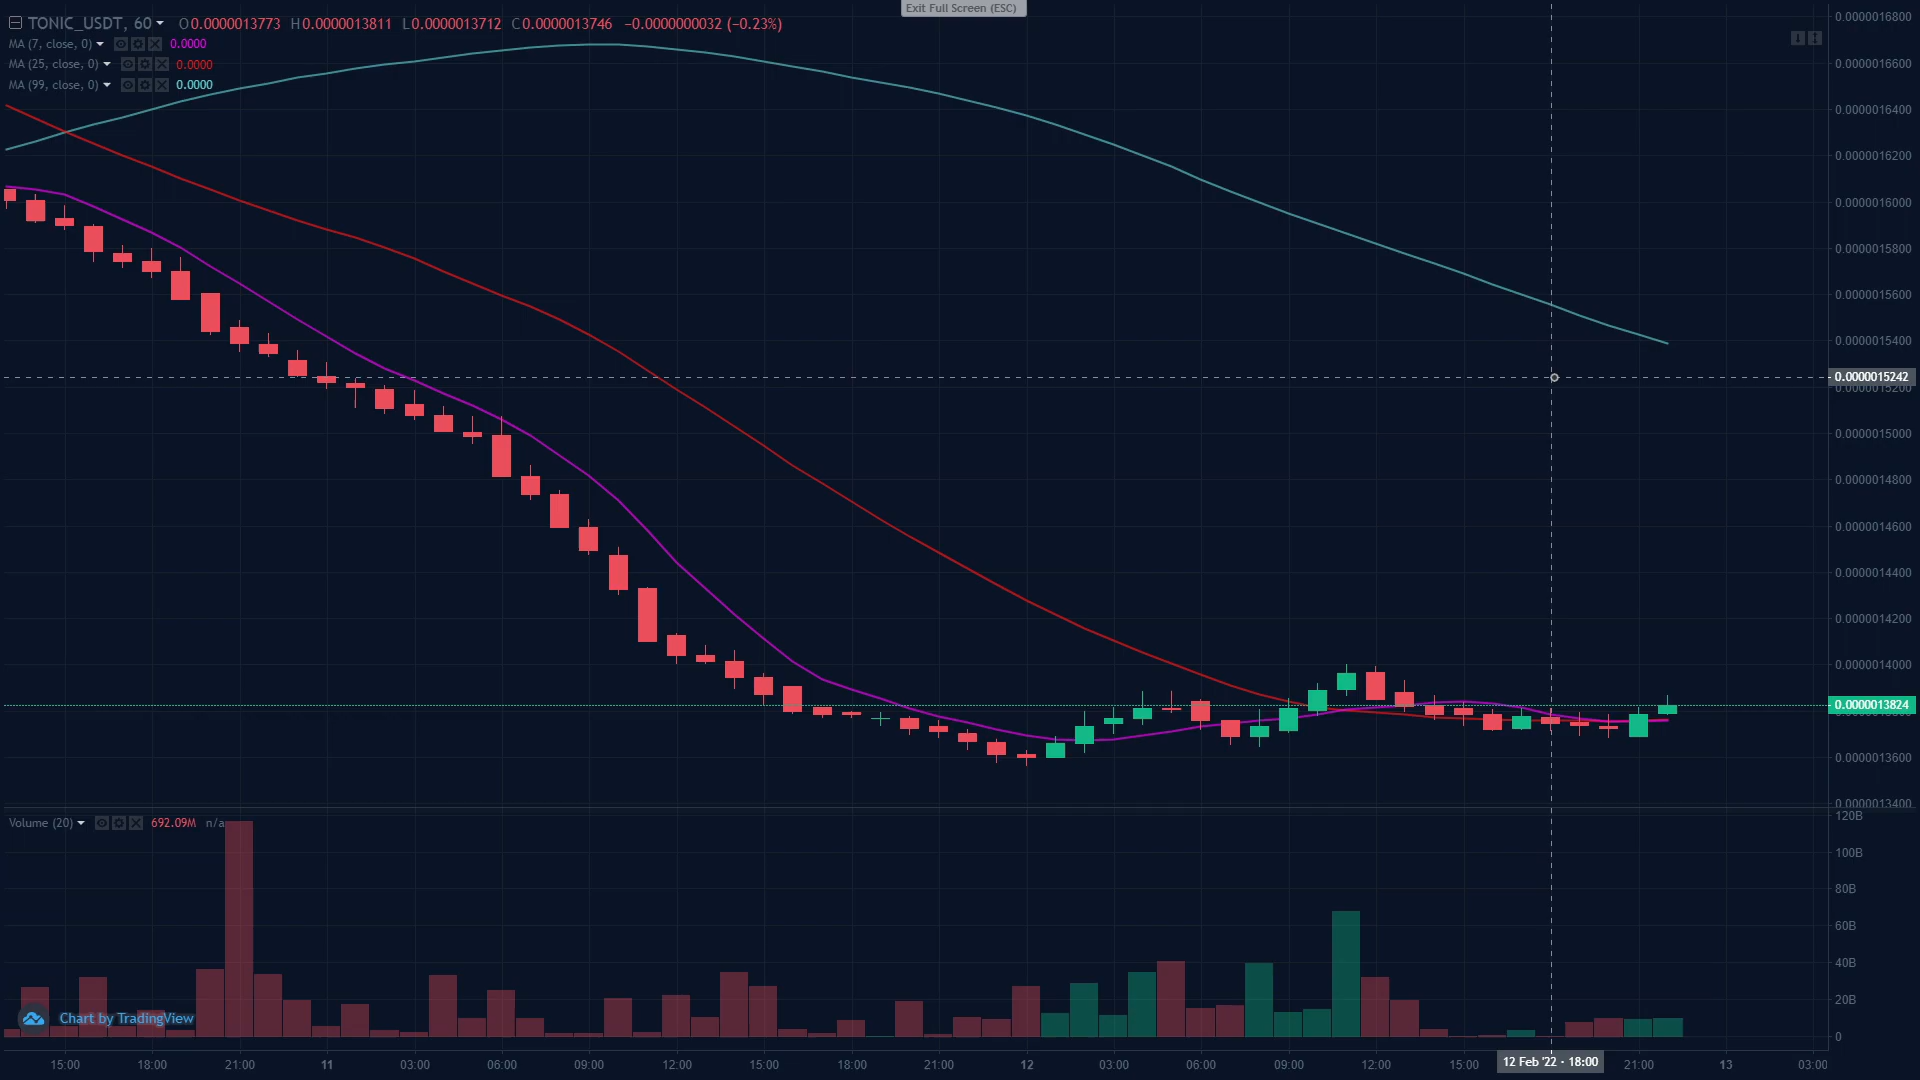 Exit Full Screen (ESC)
TONIC_USDT, 60 O0.0000013773 H0.0000013811 L0.0000013712 C0.0000013746 −0.0000000032 (−0.23%)
MA (7, close, 0) 0.0000
MA (25, close, 0) 0.0000
MA (99, close, 0) 0.0000
0.0000016800
0.0000016600
0.0000016400
0.0000016200
0.0000016000
0.0000015800
0.0000015600
0.0000015400
0.0000015242
0.0000015200
0.0000015000
0.0000014800
0.0000014600
0.0000014400
0.0000014200
0.0000014000
0.0000013824
0.0000013600
0.0000013400
Volume (20) 692.09M n/a
120B
100B
80B
60B
40B
20B
0
Chart by TradingView
15:00 18:00 21:00 11 03:00 06:00 09:00 12:00 15:00 18:00 21:00 12 03:00 06:00 09:00 12:00 15:00 12 Feb '22 - 18:00 21:00 13 03:00